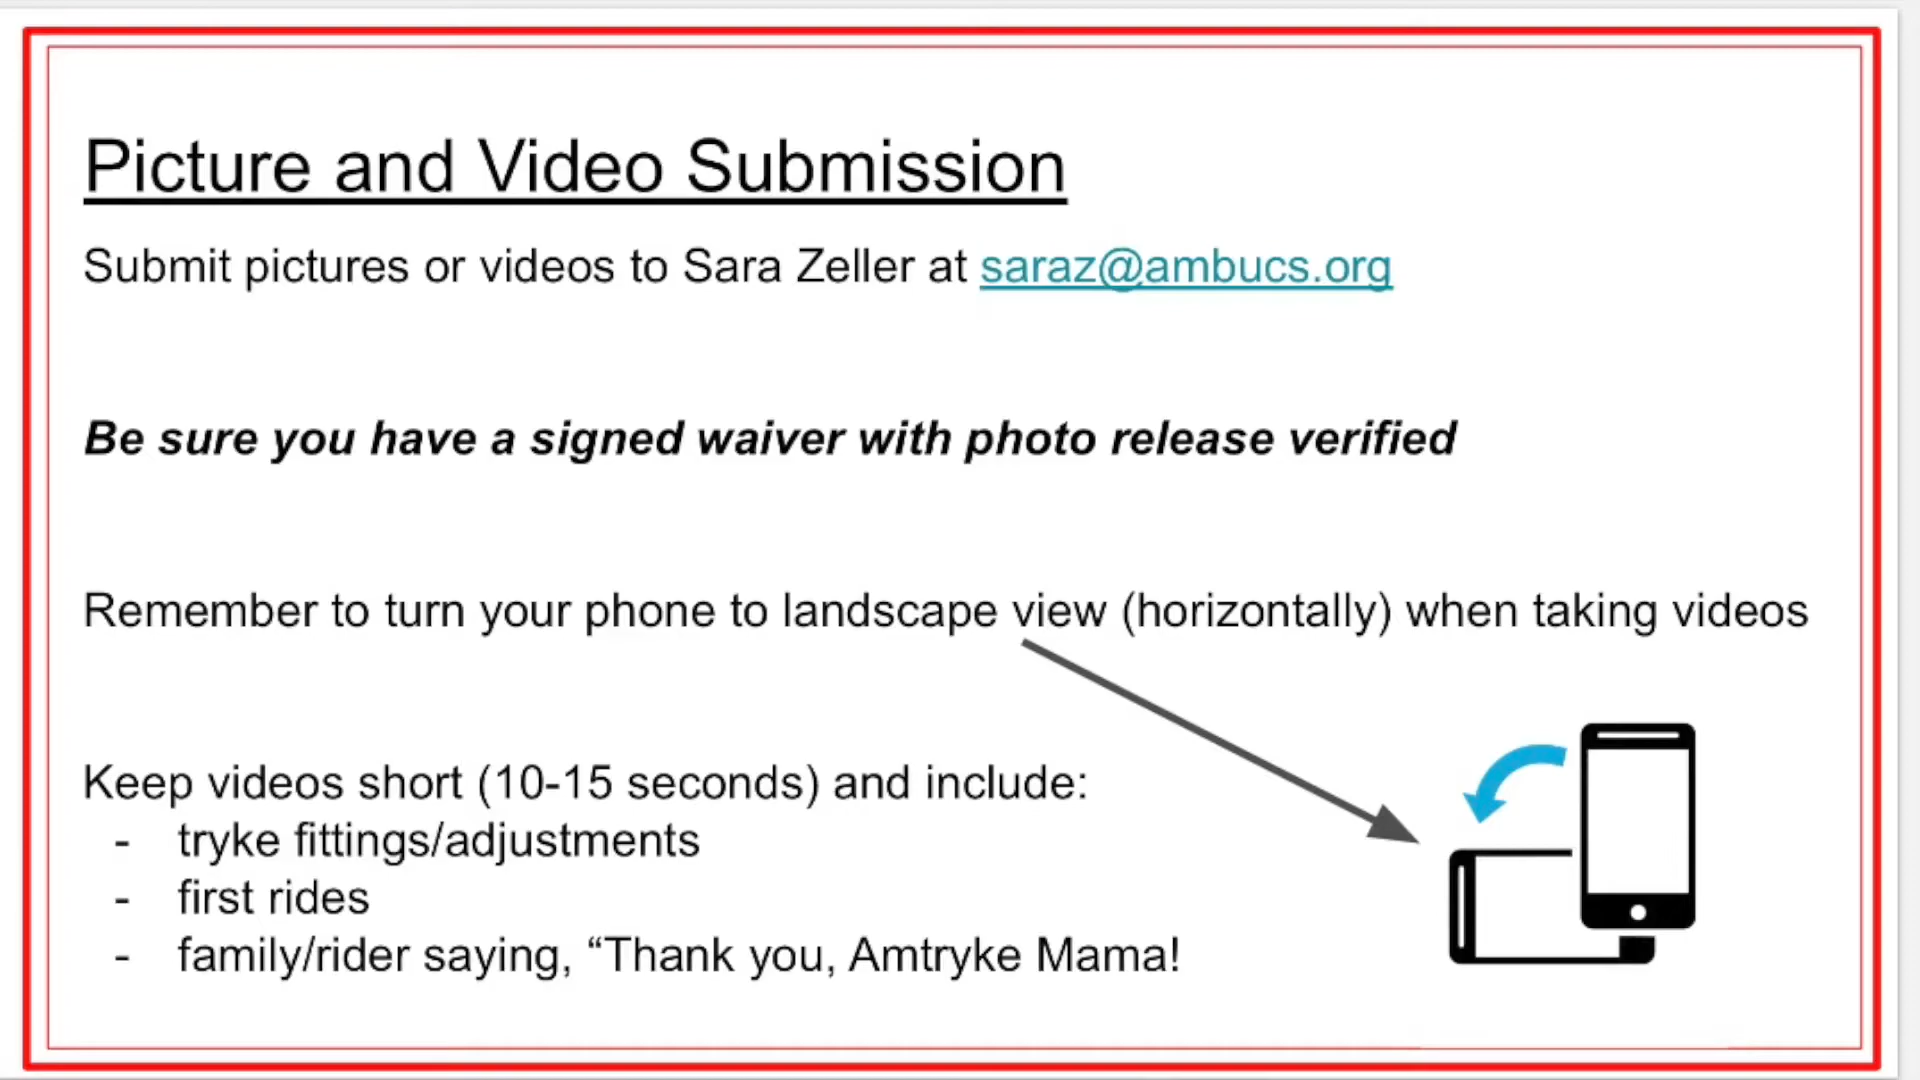 Picture and Video Submission
Submit pictures or videos to Sara Zeller at saraz@ambucs.org
Be sure you have a signed waiver with photo release verified
Remember to turn your phone to landscape view (horizontally) when taking videos
Keep videos short (10-15 seconds) and include:
- tryke fittings/adjustments
- first rides
- family/rider saying, “Thank you, Amtryke Mama!